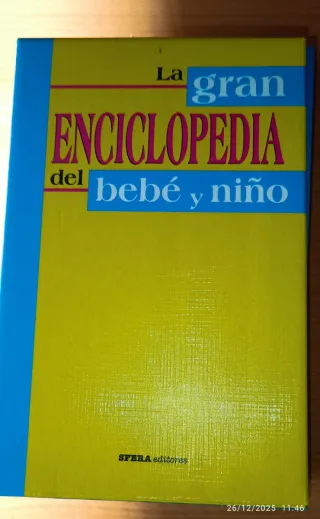 La gran
ENCICLOPEDIA
del bebé y niño
SFERA editores
26/12/2025 11:46